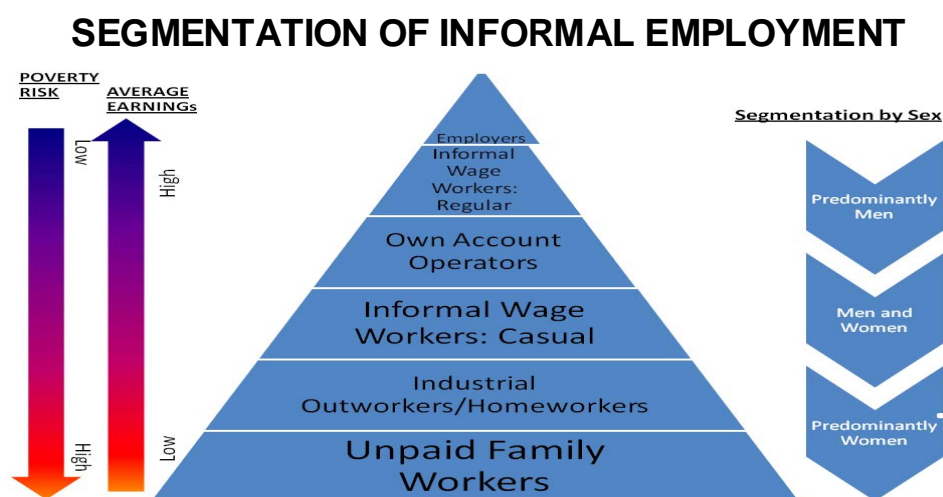 SEGMENTATION OF INFORMAL EMPLOYMENT
POVERTY
RISK
AVERAGE
EARNINGs
Low
High
High
Low
Employers
Informal
Wage
Workers:
Regular
Own Account
Operators
Informal Wage
Workers: Casual
Industrial
Outworkers/Homeworkers
Unpaid Family
Workers
Segmentation by Sex
Predominantly
Men
Men and
Women
Predominantly
Women